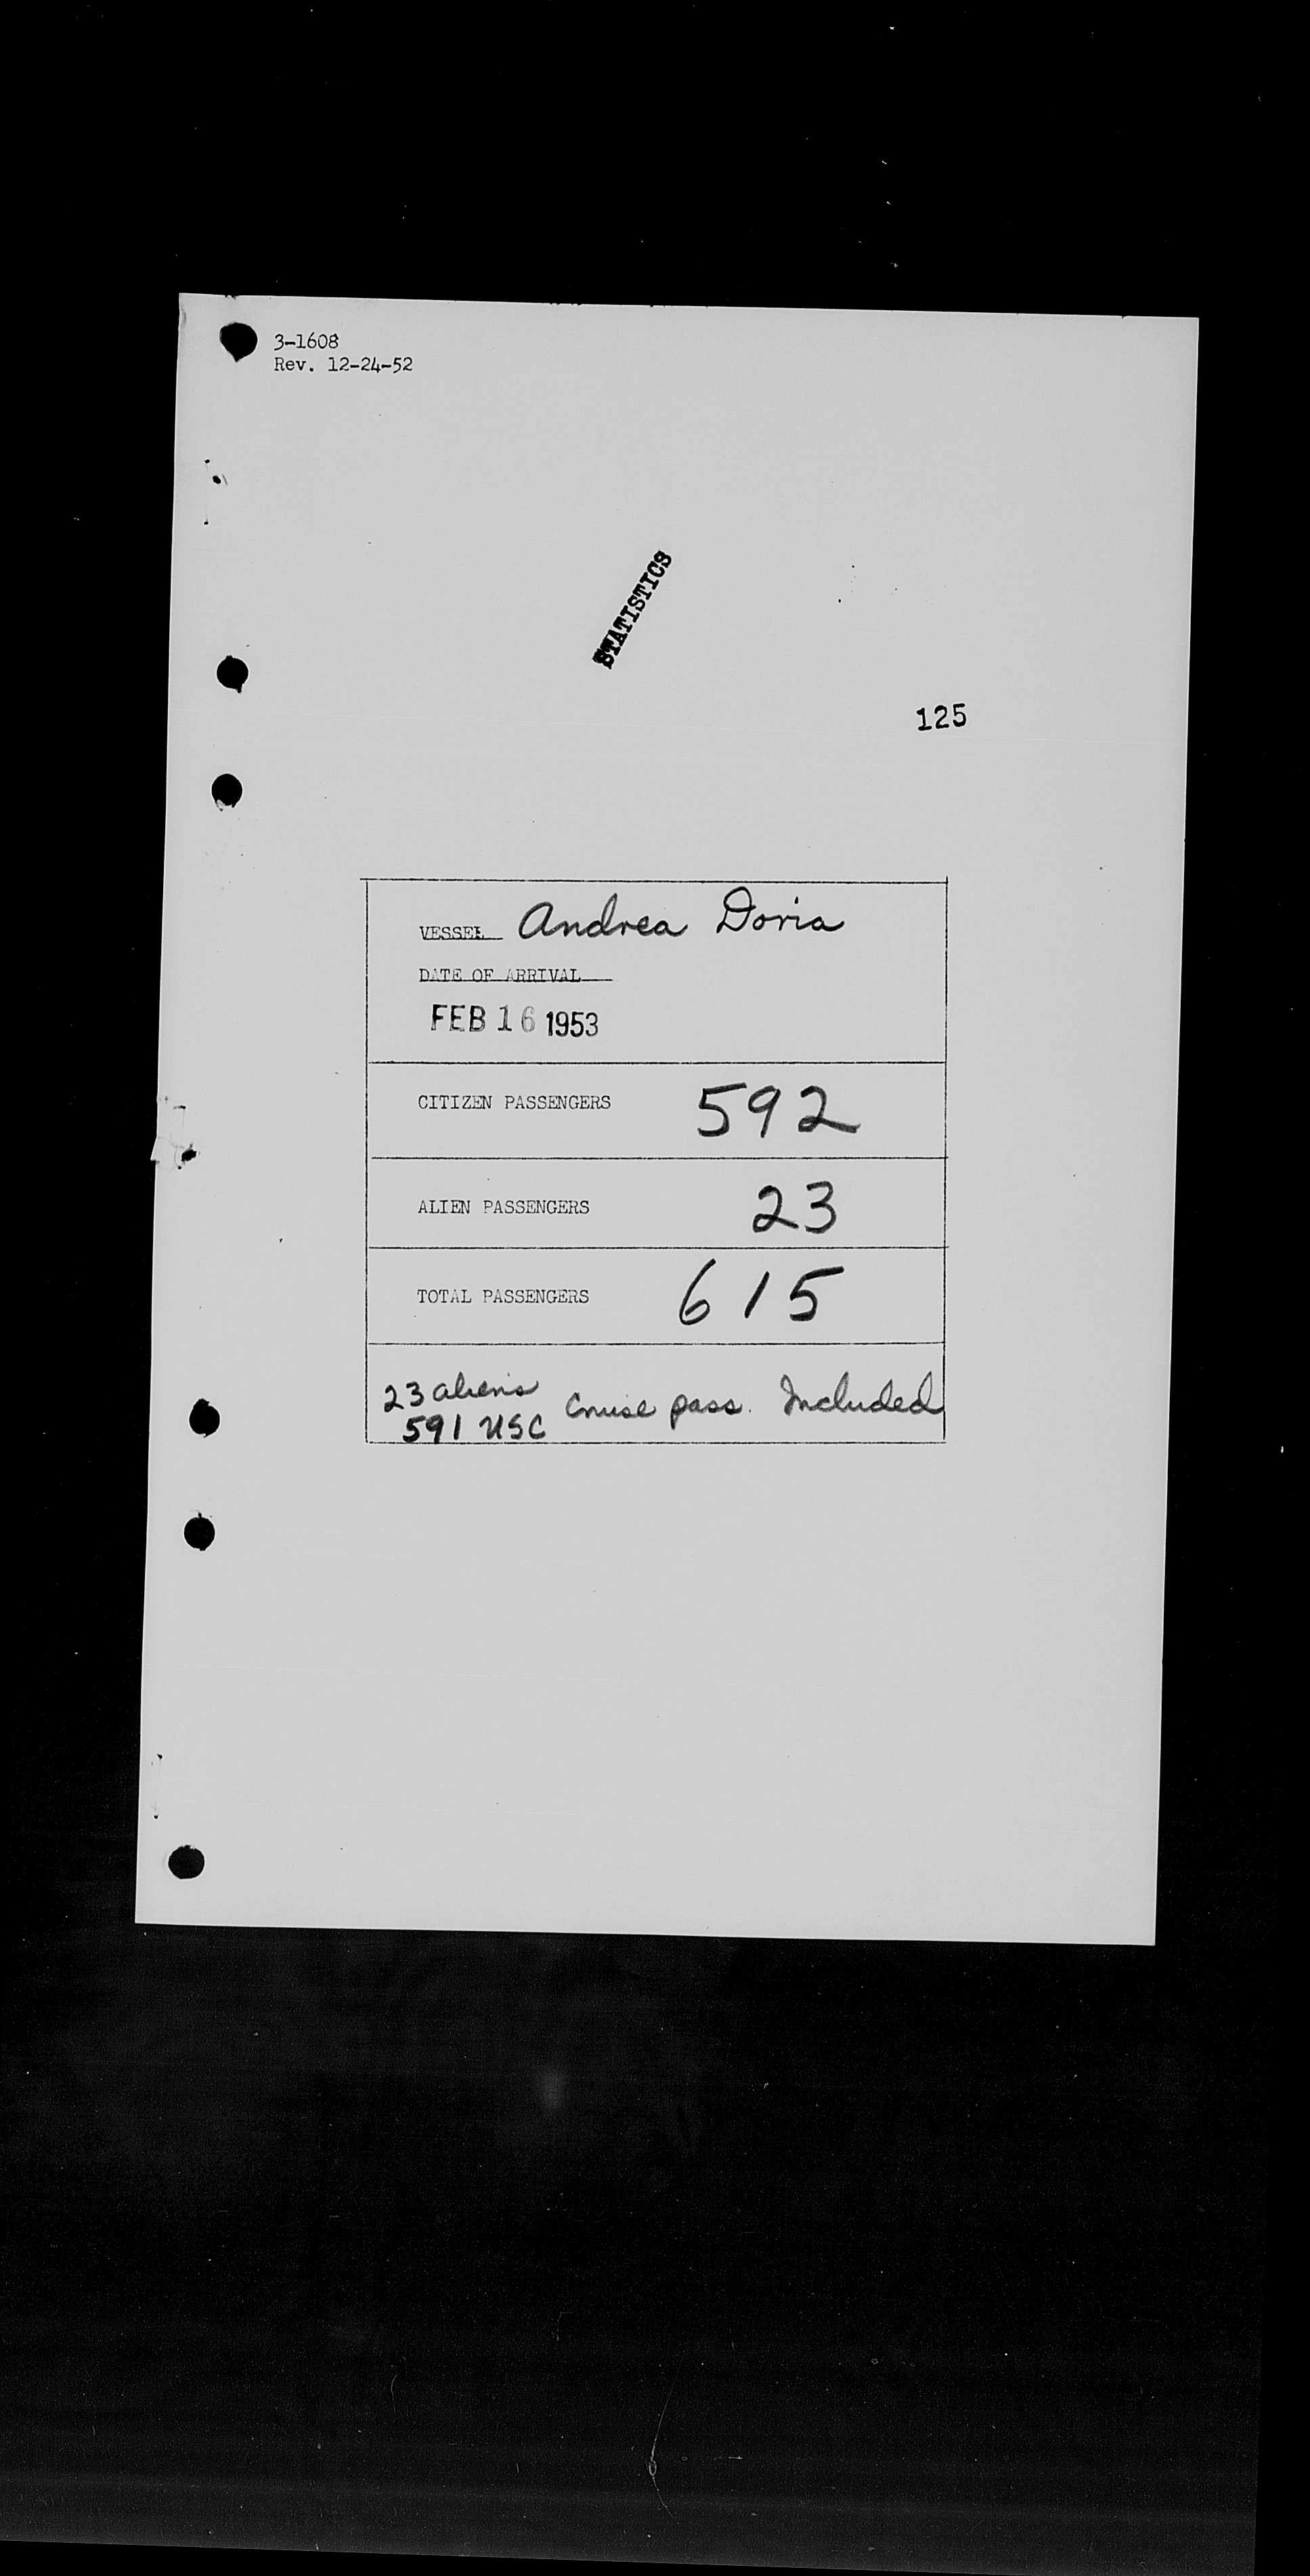 3-1608
Rev. 12-24-52
STATISTICS
125
VESSEL Andrea Doria
DATE OF ARRIVAL
FEB 16 1953
CITIZEN PASSENGERS 592
ALIEN PASSENGERS 23
TOTAL PASSENGERS 615
23 aliens
591 USC Cruise pass. Included